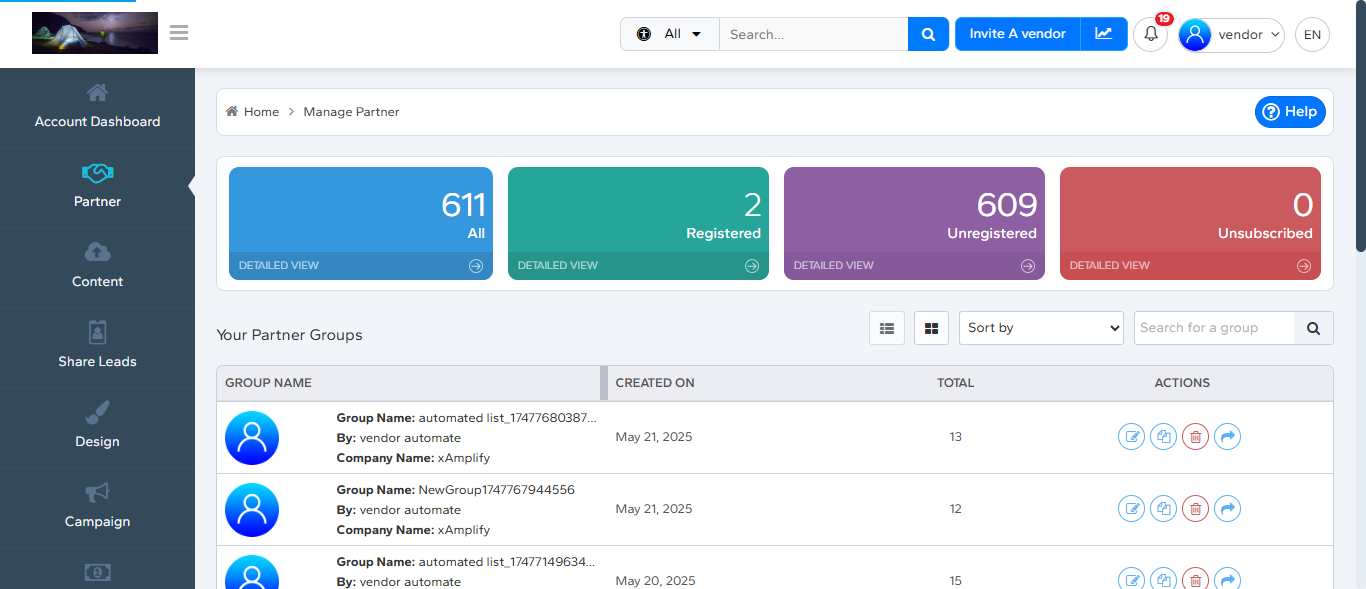 All
Search...
Invite A vendor
19
vendor
EN
Account Dashboard
Partner
Content
Share Leads
Design
Campaign
Home
Manage Partner
Help
611
All
DETAILED VIEW
2
Registered
DETAILED VIEW
609
Unregistered
DETAILED VIEW
0
Unsubscribed
DETAILED VIEW
Your Partner Groups
Sort by
Search for a group
GROUP NAME CREATED ON TOTAL ACTIONS
Group Name: automated list_17477680387...
By: vendor automate
Company Name: xAmplify
May 21, 2025
13
Group Name: NewGroup1747767944556
By: vendor automate
Company Name: xAmplify
May 21, 2025
12
Group Name: automated list_17477149634...
By: vendor automate
May 20, 2025
15